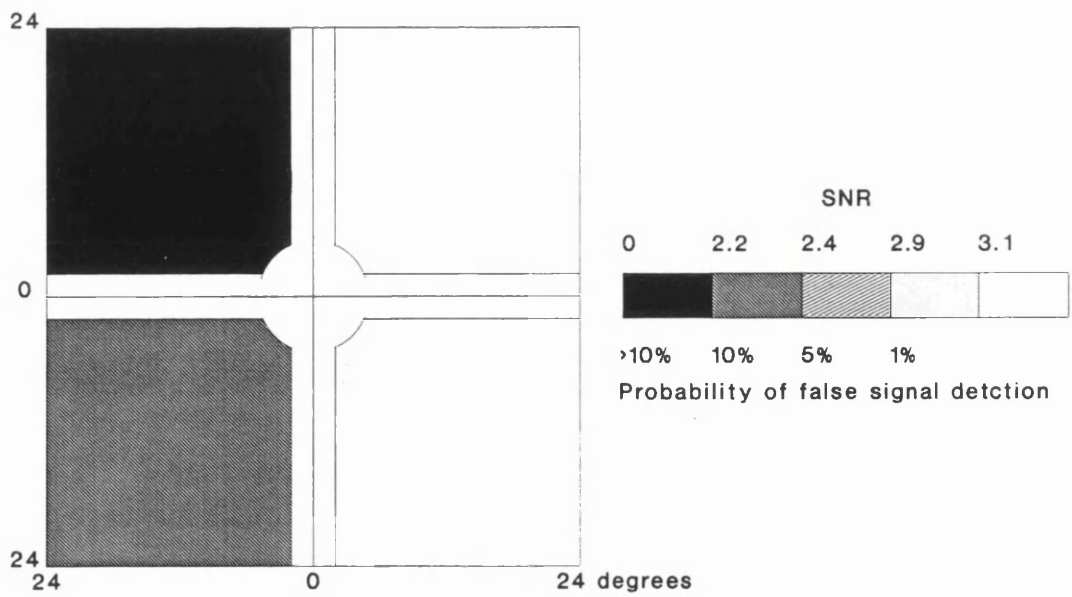 24
0
24
24 0 24 degrees
SNR
0 2.2 2.4 2.9 3.1
>10% 10% 5% 1%
Probability of false signal detction